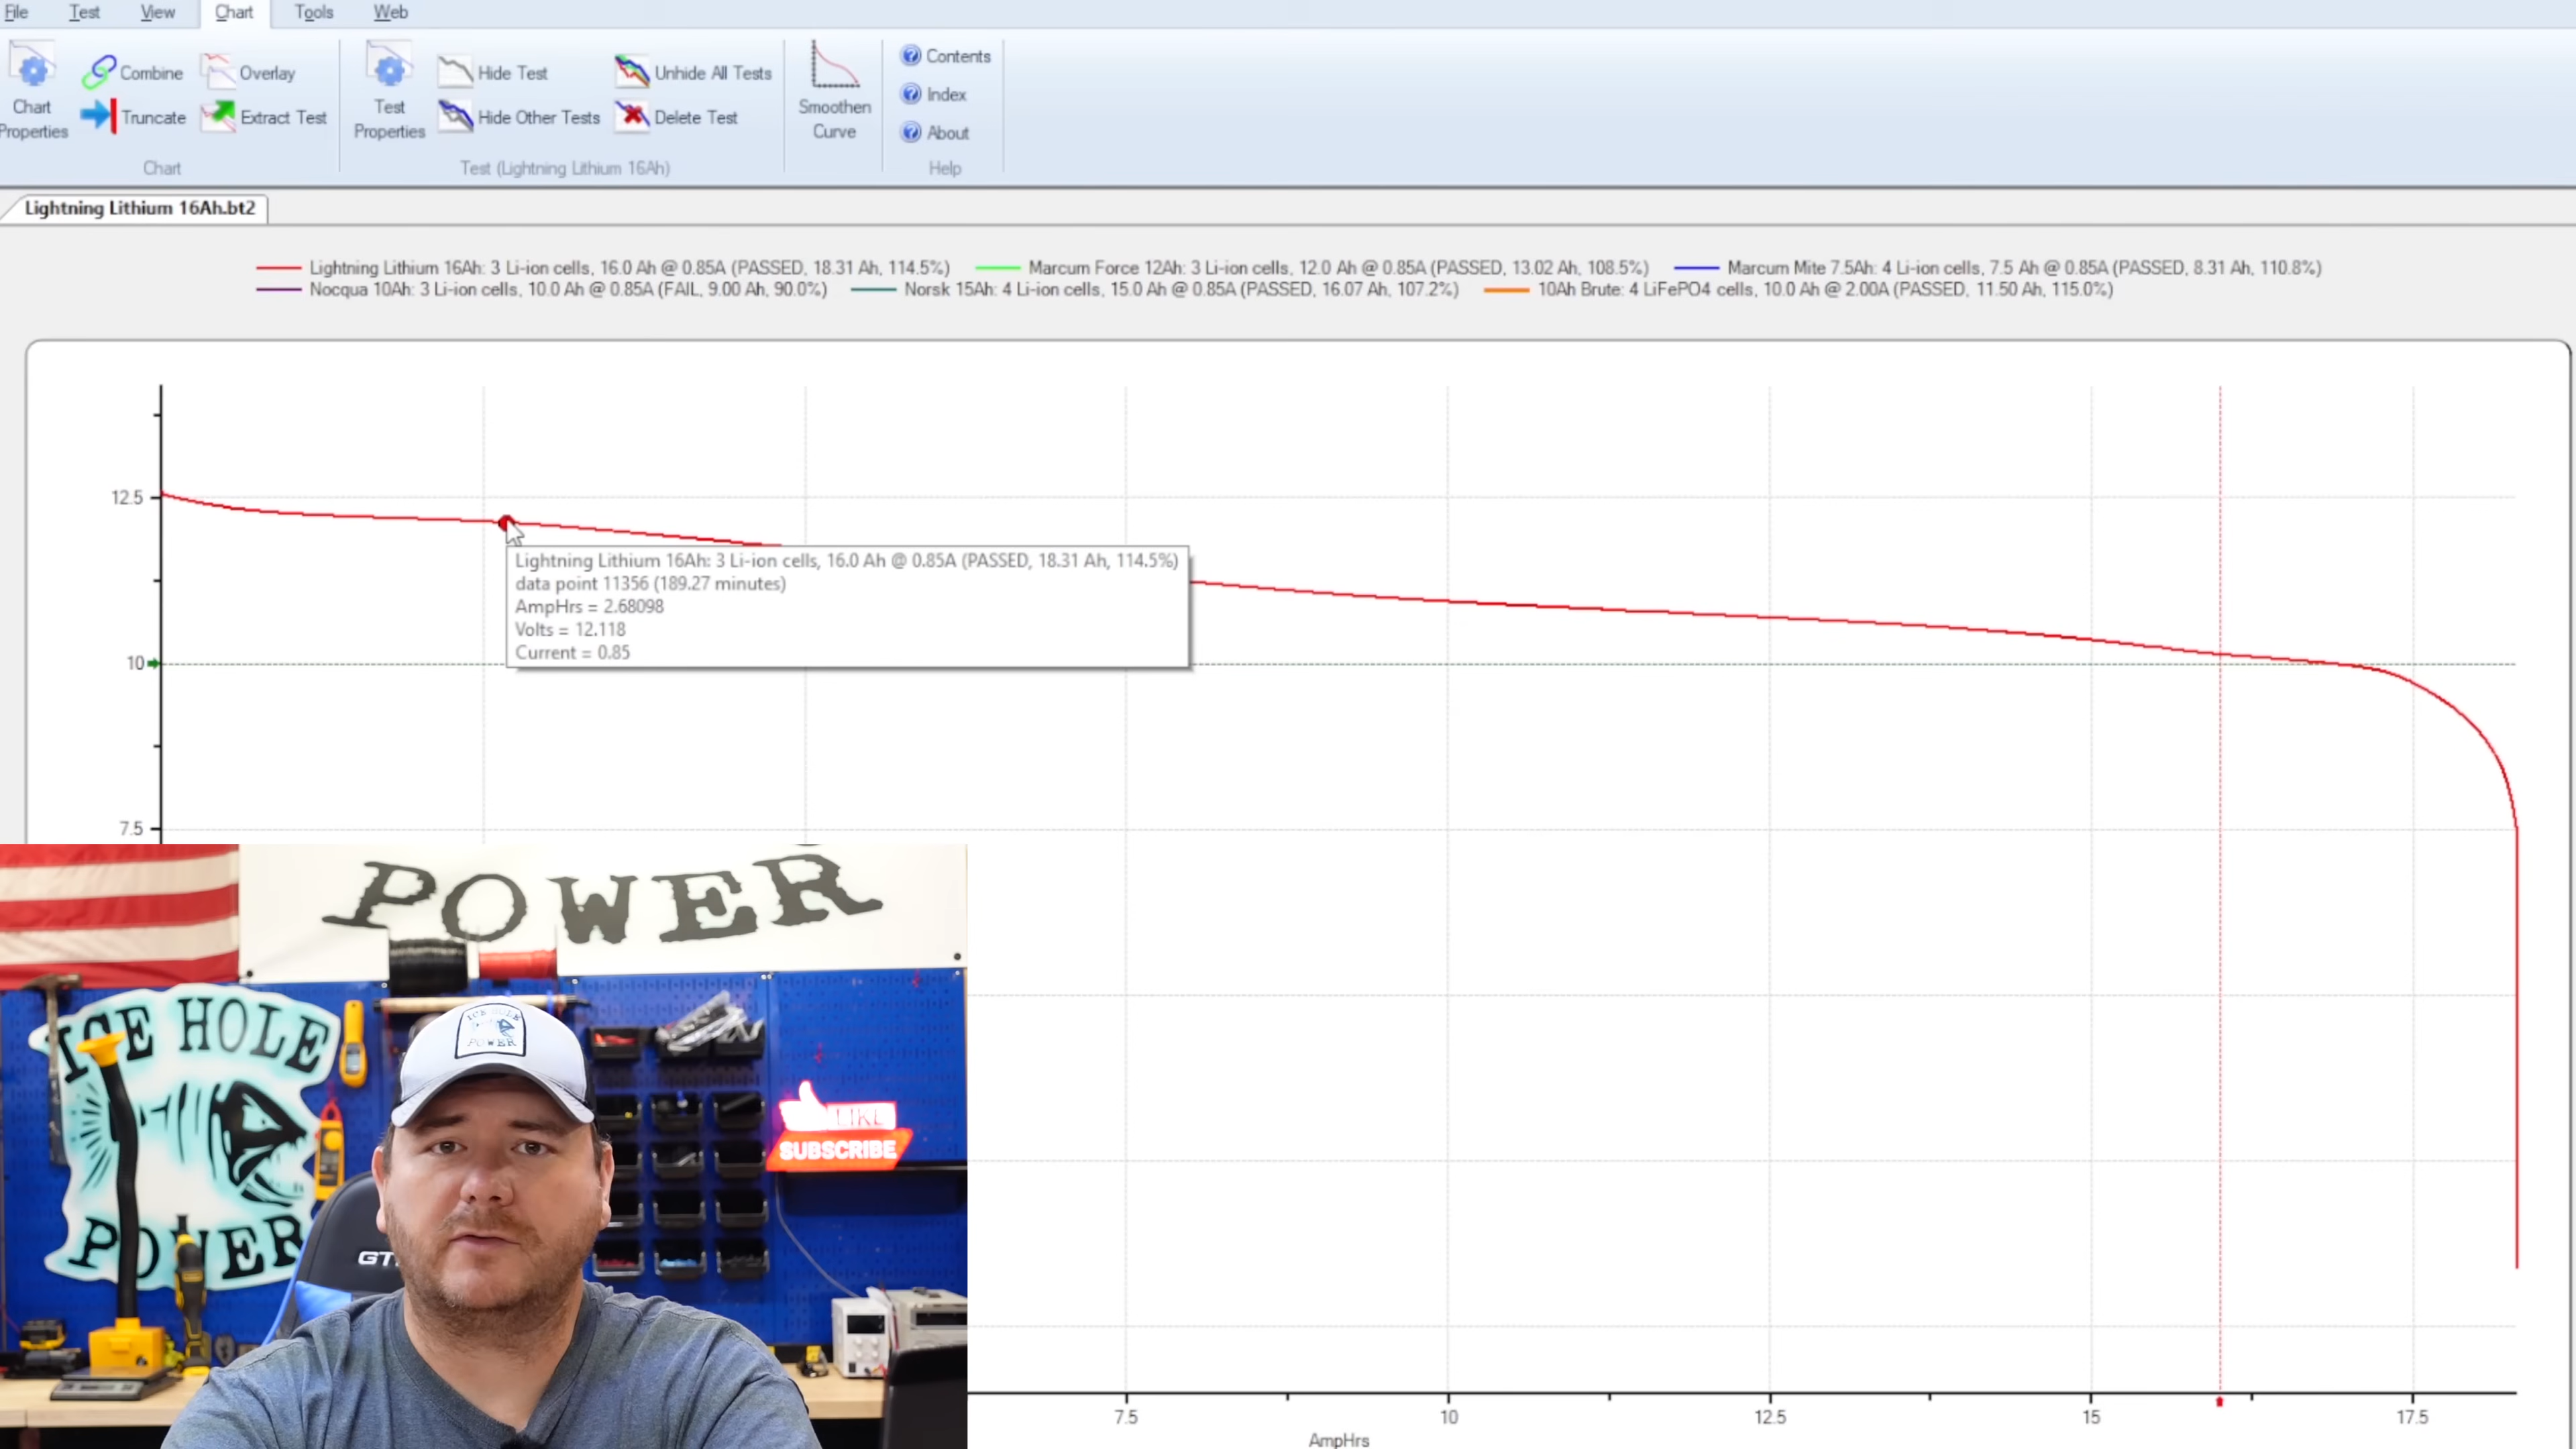 File Test View Chart Tools Web
Chart Properties
Combine
Overlay
Truncate
Extract Test
Chart
Test Properties
Hide Test
Unhide All Tests
Hide Other Tests
Delete Test
Test (Lightning Lithium 16Ah)
Smoothen Curve
Contents
Index
About
Help
Lightning Lithium 16Ah.bt2
Lightning Lithium 16Ah: 3 Li-ion cells, 16.0 Ah @ 0.85A (PASSED, 18.31 Ah, 114.5%)
Marcum Force 12Ah: 3 Li-ion cells, 12.0 Ah @ 0.85A (PASSED, 13.02 Ah, 108.5%)
Marcum Mite 7.5Ah: 4 Li-ion cells, 7.5 Ah @ 0.85A (PASSED, 8.31 Ah, 110.8%)
Nocqua 10Ah: 3 Li-ion cells, 10.0 Ah @ 0.85A (FAIL, 9.00 Ah, 90.0%)
Norsk 15Ah: 4 Li-ion cells, 15.0 Ah @ 0.85A (PASSED, 16.07 Ah, 107.2%)
10Ah Brute: 4 LiFePO4 cells, 10.0 Ah @ 2.00A (PASSED, 11.50 Ah, 115.0%)
12.5
Lightning Lithium 16Ah: 3 Li-ion cells, 16.0 Ah @ 0.85A (PASSED, 18.31 Ah, 114.5%)
data point 11356 (189.27 minutes)
AmpHrs = 2.68098
Volts = 12.118
Current = 0.85
10
7.5
POWER
ICE HOLE
POWER
ICE HOLE
POWER
LIKE
SUBSCRIBE
GT
7.5 10 12.5 15 17.5
AmpHrs